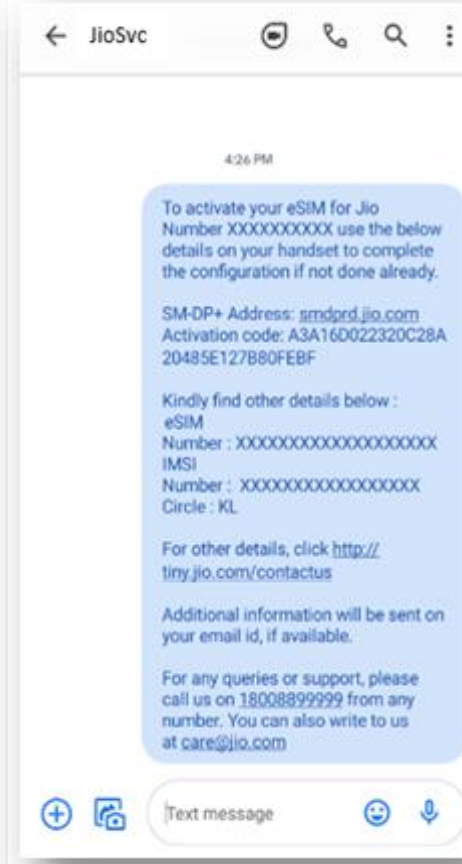 JioSvc
4:26 PM
To activate your eSIM for Jio
Number XXXXXXXXXX use the below
details on your handset to complete
the configuration if not done already.
SM-DP+ Address: smdprd.jio.com
Activation code: A3A16D022320C28A
20485E127B80FEBF
Kindly find other details below :
eSIM
Number : XXXXXXXXXXXXXXXXXXX
IMSI
Number : XXXXXXXXXXXXXXXXX
Circle : KL
For other details, click http://
tiny.jio.com/contactus
Additional information will be sent on
your email id, if available.
For any queries or support, please
call us on 18008899999 from any
number. You can also write to us
at care@jio.com
Text message